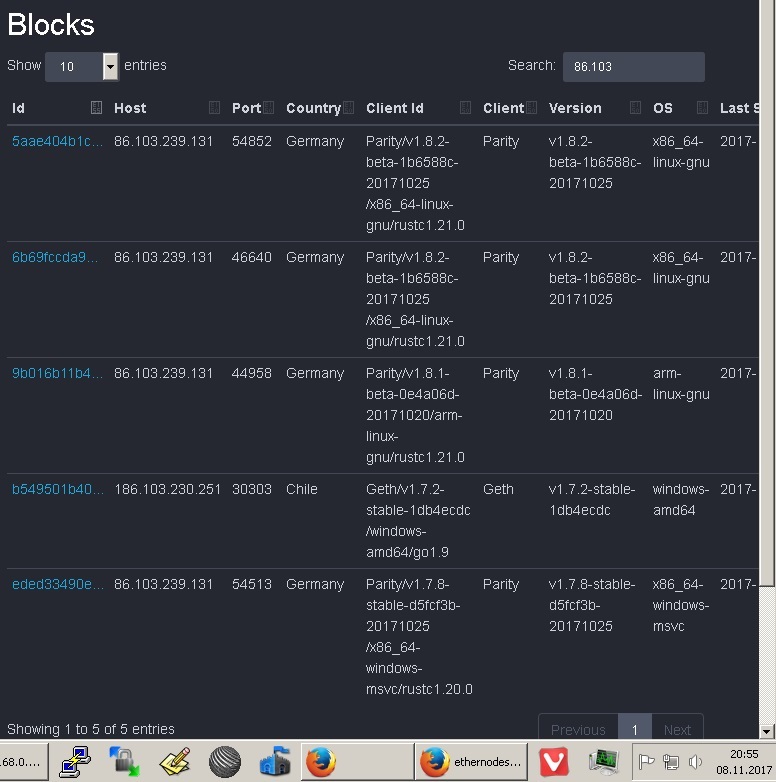 Blocks
Show 10 entries Search: 86.103
Id Host Port Country Client Id Client Version OS Last S
5aae404b1c... 86.103.239.131 54852 Germany Parity/v1.8.2- Parity v1.8.2- x86_64- 2017-
beta-1b6588c- beta-1b6588c- linux-gnu
20171025 20171025
/x86_64-linux-
gnu/rustc1.21.0
6b69fccda9... 86.103.239.131 46640 Germany Parity/v1.8.2- Parity v1.8.2- x86_64- 2017-
beta-1b6588c- beta-1b6588c- linux-gnu
20171025 20171025
/x86_64-linux-
gnu/rustc1.21.0
9b016b11b4... 86.103.239.131 44958 Germany Parity/v1.8.1- Parity v1.8.1- arm- 2017-
beta-0e4a06d- beta-0e4a06d- linux-gnu
20171020/arm- 20171020
linux-
gnu/rustc1.21.0
b549501b40... 186.103.230.251 30303 Chile Geth/v1.7.2- Geth v1.7.2-stable- windows- 2017-
stable-1db4ecdc 1db4ecdc amd64
/windows-
amd64/go1.9
eded33490e... 86.103.239.131 54513 Germany Parity/v1.7.8- Parity v1.7.8-stable- x86_64- 2017-
stable-d5fcf3b- d5fcf3b- windows-
20171025 20171025 msvc
/x86_64-
windows-
msvc/rustc1.20.0
Showing 1 to 5 of 5 entries Previous 1 Next
.68.0.... ethernodes... 20:55
08.11.2017